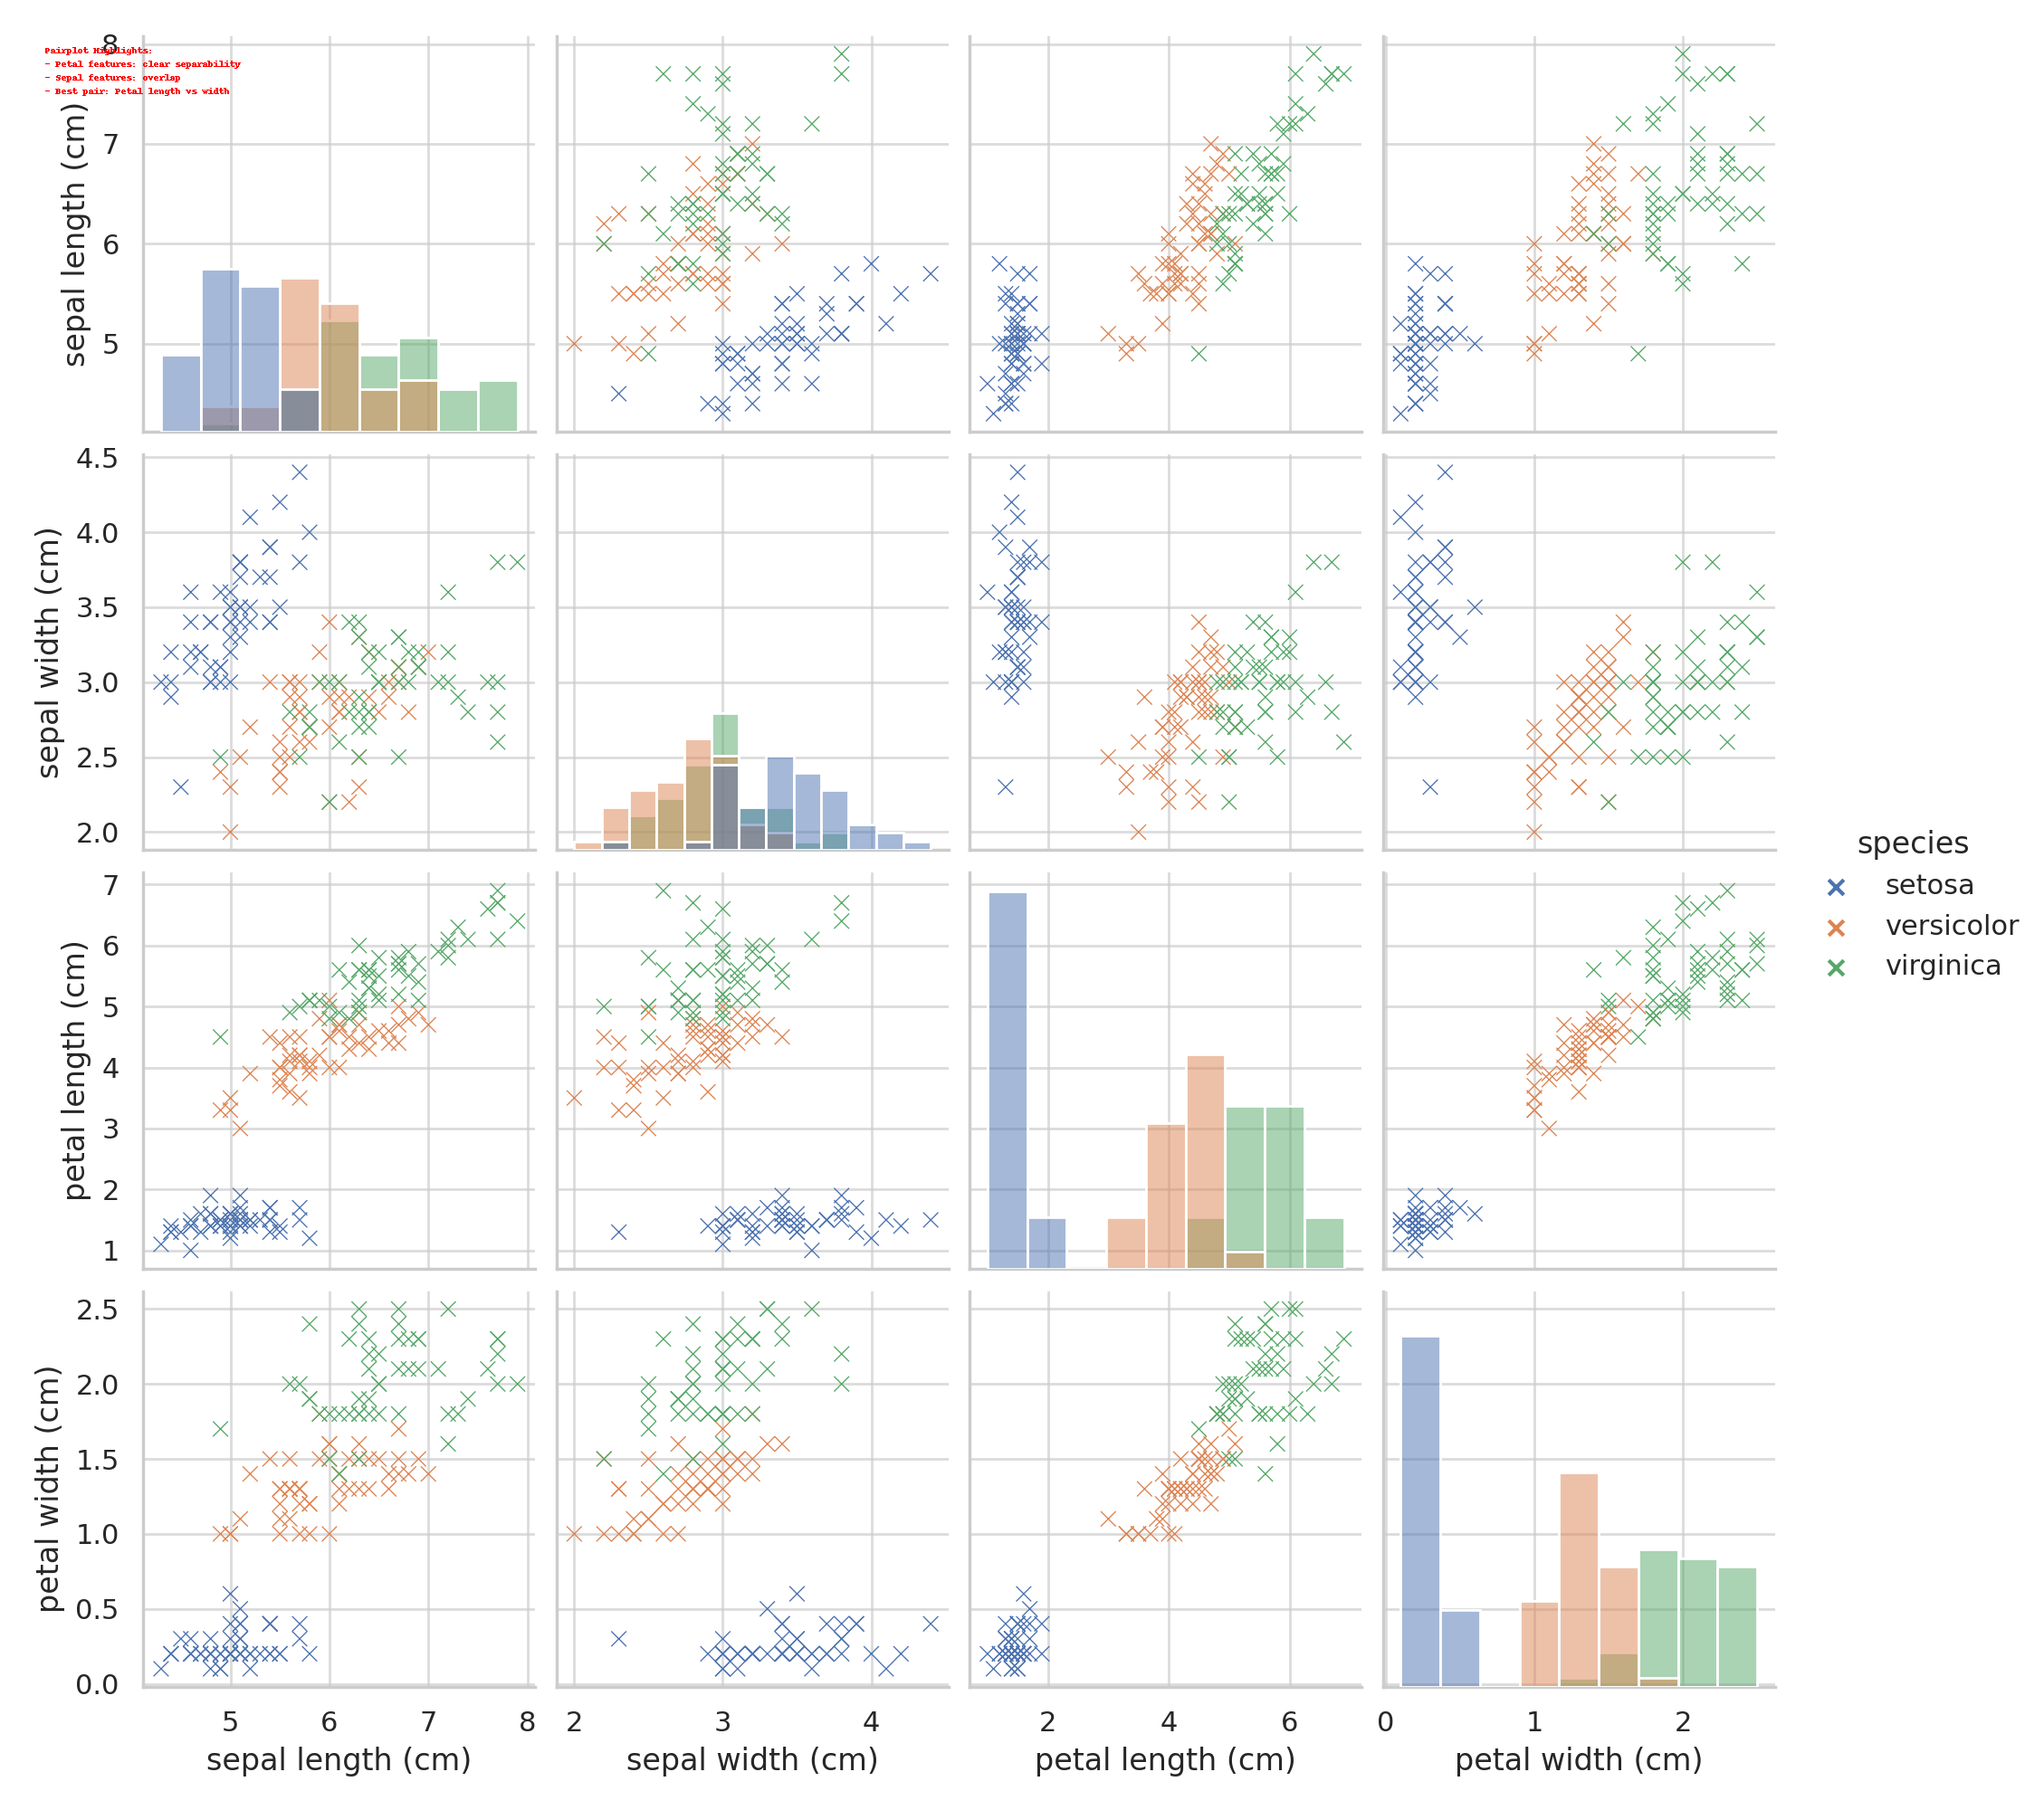 8
Pairplot Highlights:
- Petal features: clear separability
- Sepal features: overlap
- Best pair: Petal length vs width
7
6
5
sepal length (cm)
4.5
4.0
3.5
3.0
2.5
2.0
sepal width (cm)
species
setosa
versicolor
virginica
7
6
5
4
3
2
1
petal length (cm)
2.5
2.0
1.5
1.0
0.5
0.0
petal width (cm)
5 6 7 8
2 3 4
2 4 6
0 1 2
sepal length (cm)
sepal width (cm)
petal length (cm)
petal width (cm)